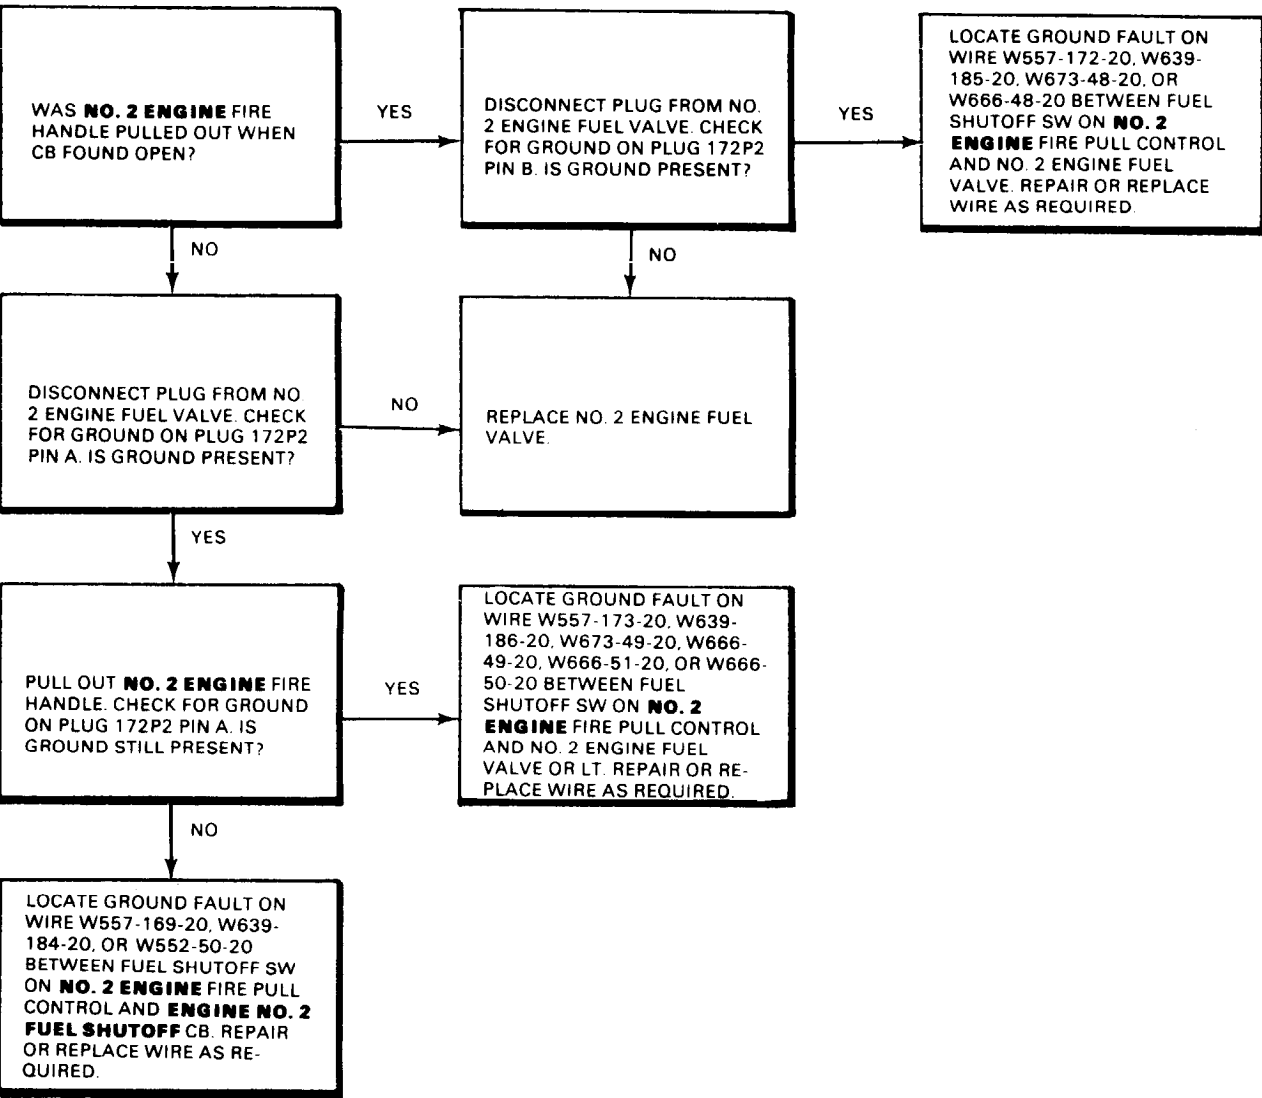 WAS NO. 2 ENGINE FIRE
HANDLE PULLED OUT WHEN
CB FOUND OPEN?
YES
DISCONNECT PLUG FROM NO.
2 ENGINE FUEL VALVE. CHECK
FOR GROUND ON PLUG 172P2
PIN B. IS GROUND PRESENT?
YES
LOCATE GROUND FAULT ON
WIRE W557-172-20, W639-
185-20, W673-48-20, OR
W666-48-20 BETWEEN FUEL
SHUTOFF SW ON NO. 2
ENGINE FIRE PULL CONTROL
AND NO. 2 ENGINE FUEL
VALVE. REPAIR OR REPLACE
WIRE AS REQUIRED.
NO
NO
DISCONNECT PLUG FROM NO
2 ENGINE FUEL VALVE. CHECK
FOR GROUND ON PLUG 172P2
PIN A. IS GROUND PRESENT?
NO
REPLACE NO. 2 ENGINE FUEL
VALVE.
YES
PULL OUT NO. 2 ENGINE FIRE
HANDLE. CHECK FOR GROUND
ON PLUG 172P2 PIN A. IS
GROUND STILL PRESENT?
YES
LOCATE GROUND FAULT ON
WIRE W557-173-20, W639-
186-20, W673-49-20, W666-
49-20, W666-51-20, OR W666-
50-20 BETWEEN FUEL
SHUTOFF SW ON NO. 2
ENGINE FIRE PULL CONTROL
AND NO. 2 ENGINE FUEL
VALVE OR LT. REPAIR OR RE-
PLACE WIRE AS REQUIRED.
NO
LOCATE GROUND FAULT ON
WIRE W557-169-20, W639-
184-20, OR W552-50-20
BETWEEN FUEL SHUTOFF SW
ON NO. 2 ENGINE FIRE PULL
CONTROL AND ENGINE NO. 2
FUEL SHUTOFF CB. REPAIR
OR REPLACE WIRE AS RE-
QUIRED.